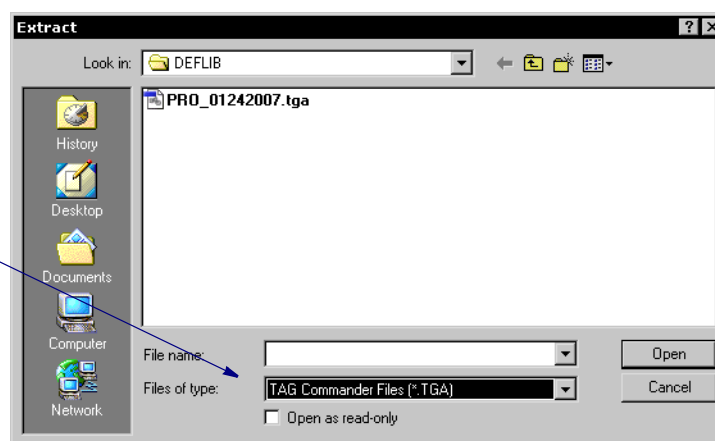 Extract
Look in: DEFLIB
PRO_01242007.tga
History
Desktop
Documents
Computer
Network
File name:
Open
Files of type: TAG Commander Files (*.TGA)
Cancel
Open as read-only